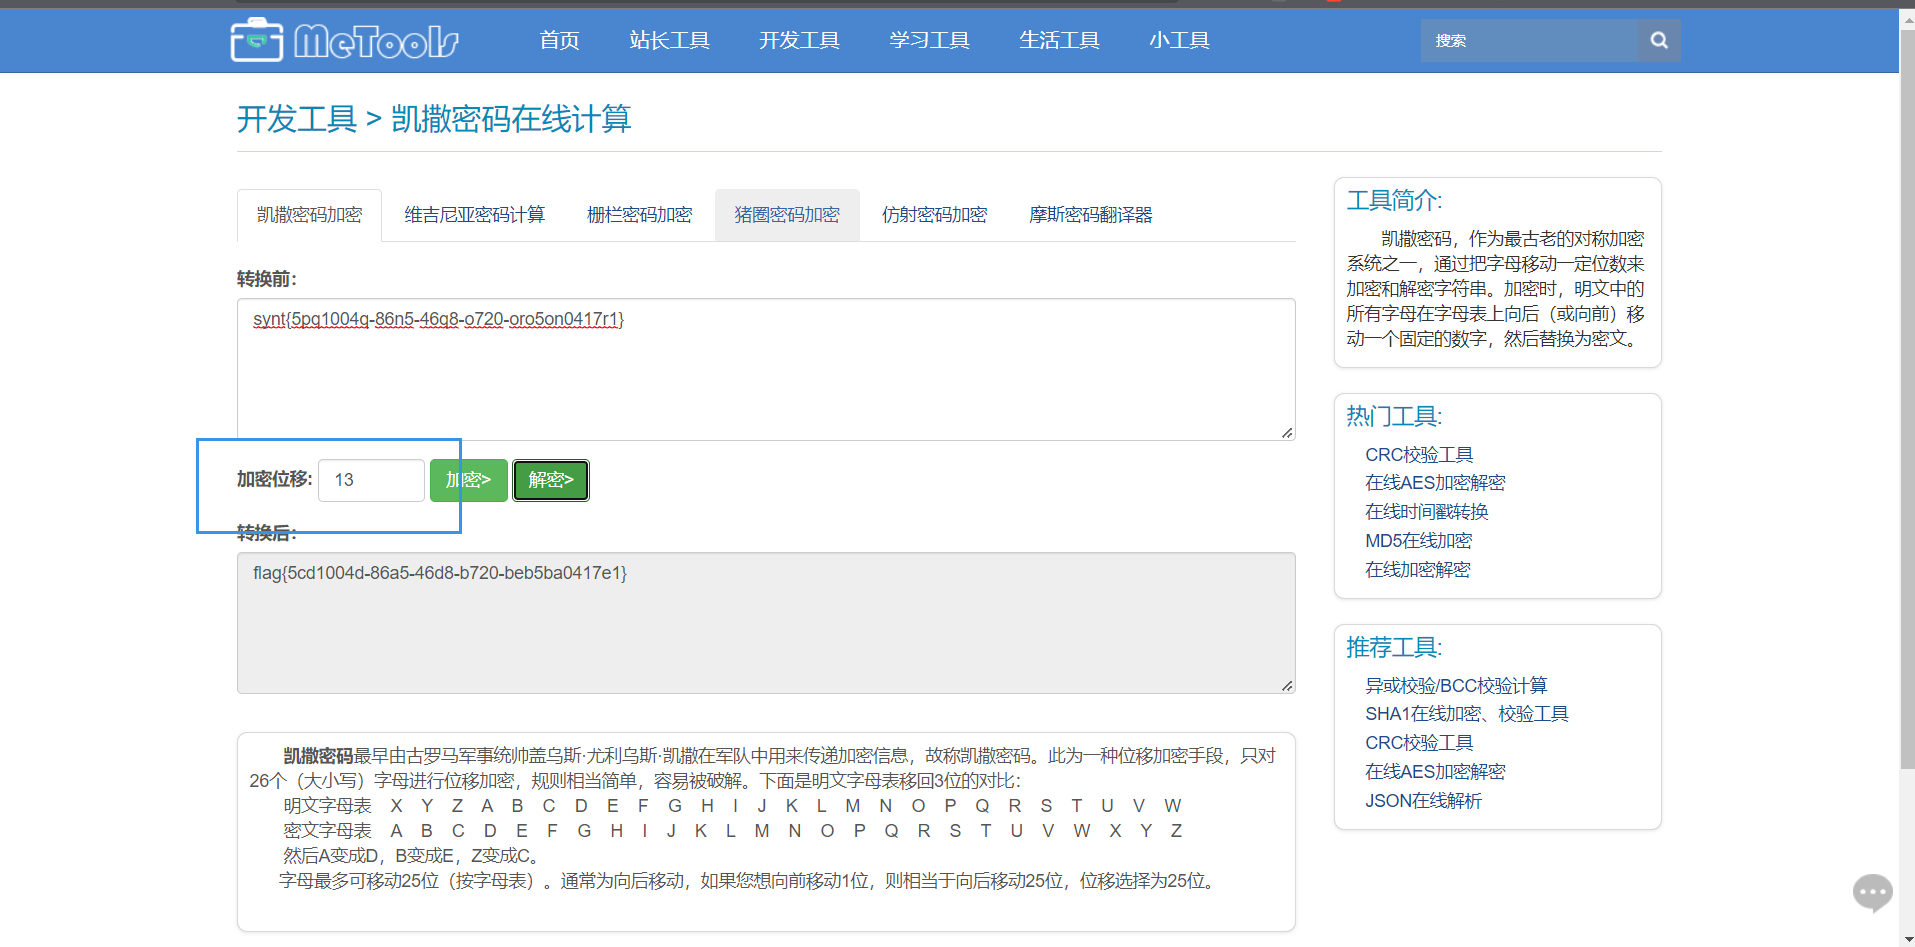 MeTools 首页 站长工具 开发工具 学习工具 生活工具 小工具 搜索
开发工具 > 凯撒密码在线计算
凯撒密码加密 维吉尼亚密码计算 栅栏密码加密 猪圈密码加密 仿射密码加密 摩斯密码翻译器
转换前:
synt{5pq1004q-86n5-46q8-o720-oro5on0417r1}
加密位移: 13 加密> 解密>
转换后:
flag{5cd1004d-86a5-46d8-b720-beb5ba0417e1}
凯撒密码最早由古罗马军事统帅盖乌斯·尤利乌斯·凯撒在军队中用来传递加密信息，故称凯撒密码。此为一种位移加密手段，只对
26个（大小写）字母进行位移加密，规则相当简单，容易被破解。下面是明文字母表移回3位的对比：
明文字母表 X Y Z A B C D E F G H I J K L M N O P Q R S T U V W
密文字母表 A B C D E F G H I J K L M N O P Q R S T U V W X Y Z
然后A变成D，B变成E，Z变成C。
字母最多可移动25位（按字母表）。通常为向后移动，如果您想向前移动1位，则相当于向后移动25位，位移选择为25位。
工具简介:
凯撒密码，作为最古老的对称加密
系统之一，通过把字母移动一定位数来
加密和解密字符串。加密时，明文中的
所有字母在字母表上向后（或向前）移
动一个固定的数字，然后替换为密文。
热门工具:
CRC校验工具
在线AES加密解密
在线时间戳转换
MD5在线加密
在线加密解密
推荐工具:
异或校验/BCC校验计算
SHA1在线加密、校验工具
CRC校验工具
在线AES加密解密
JSON在线解析